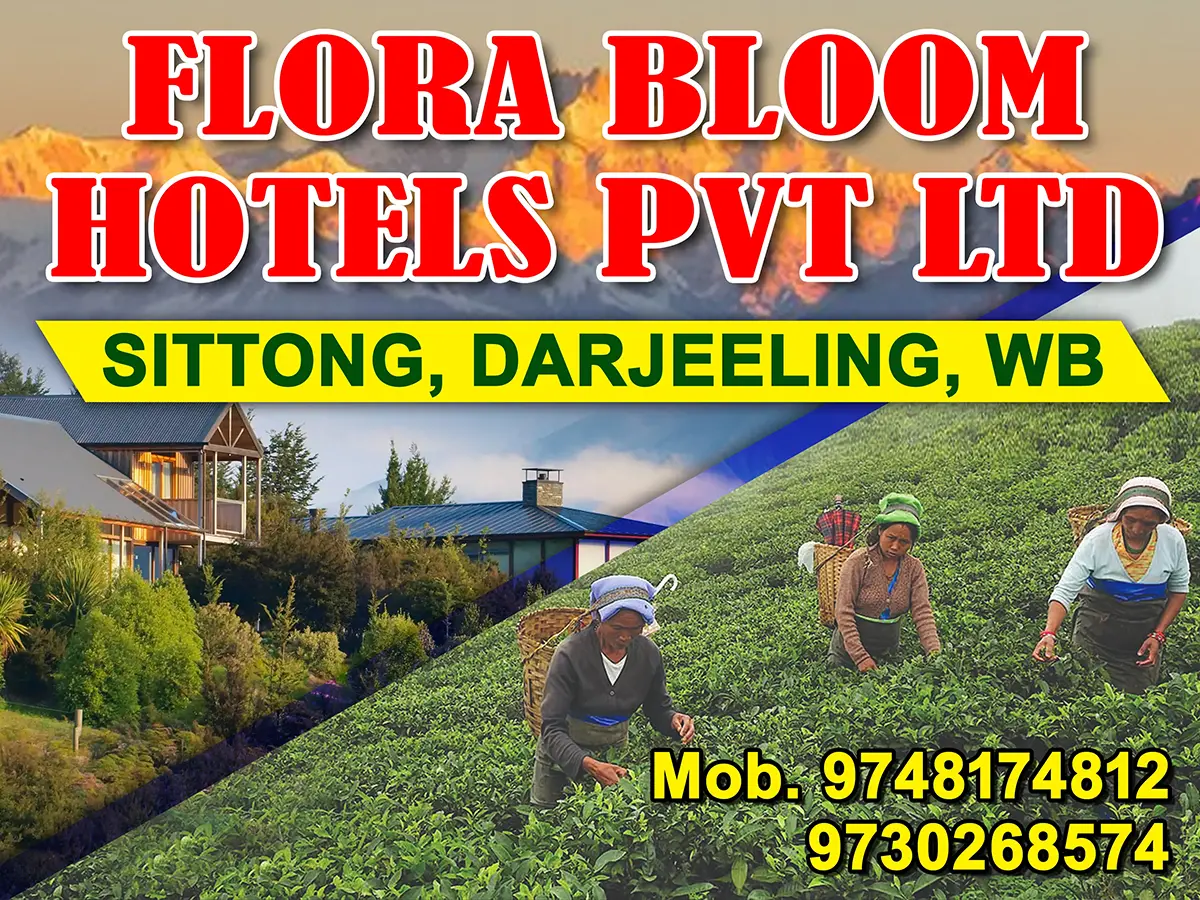 FLORA BLOOM
HOTELS PVT LTD
SITTONG, DARJEELING, WB
Mob. 9748174812
9730268574